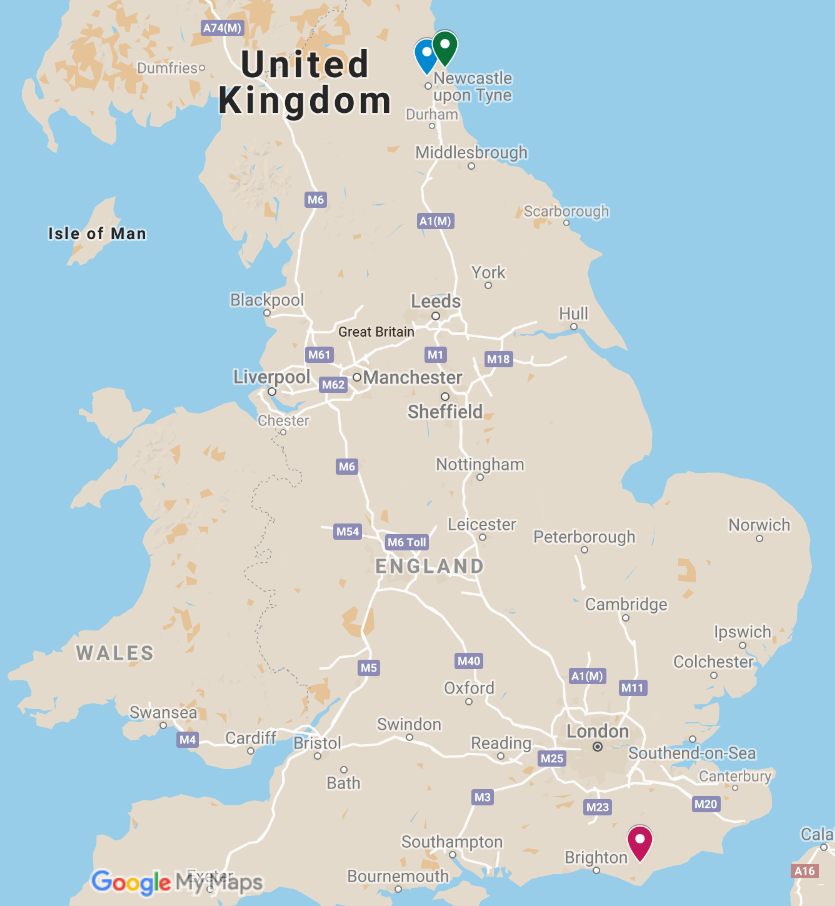 A74(M)
United
Kingdom
Dumfries
Newcastle
upon Tyne
Durham
Middlesbrough
M6
A1(M)
Scarborough
Isle of Man
York
Blackpool
Leeds
Hull
Great Britain
M61
M1
M18
Liverpool
M62
Manchester
Sheffield
Chester
M6
Nottingham
M54
M6 Toll
Leicester
Peterborough
Norwich
ENGLAND
Cambridge
Ipswich
WALES
M5
M40
A1(M)
M11
Colchester
Oxford
Swansea
M4
Cardiff
Bristol
Swindon
Reading
London
M25
Southend-on-Sea
Bath
M3
M23
M20
Canterbury
Southampton
Brighton
Cala
A16
Bournemouth
Exeter
Google My Maps